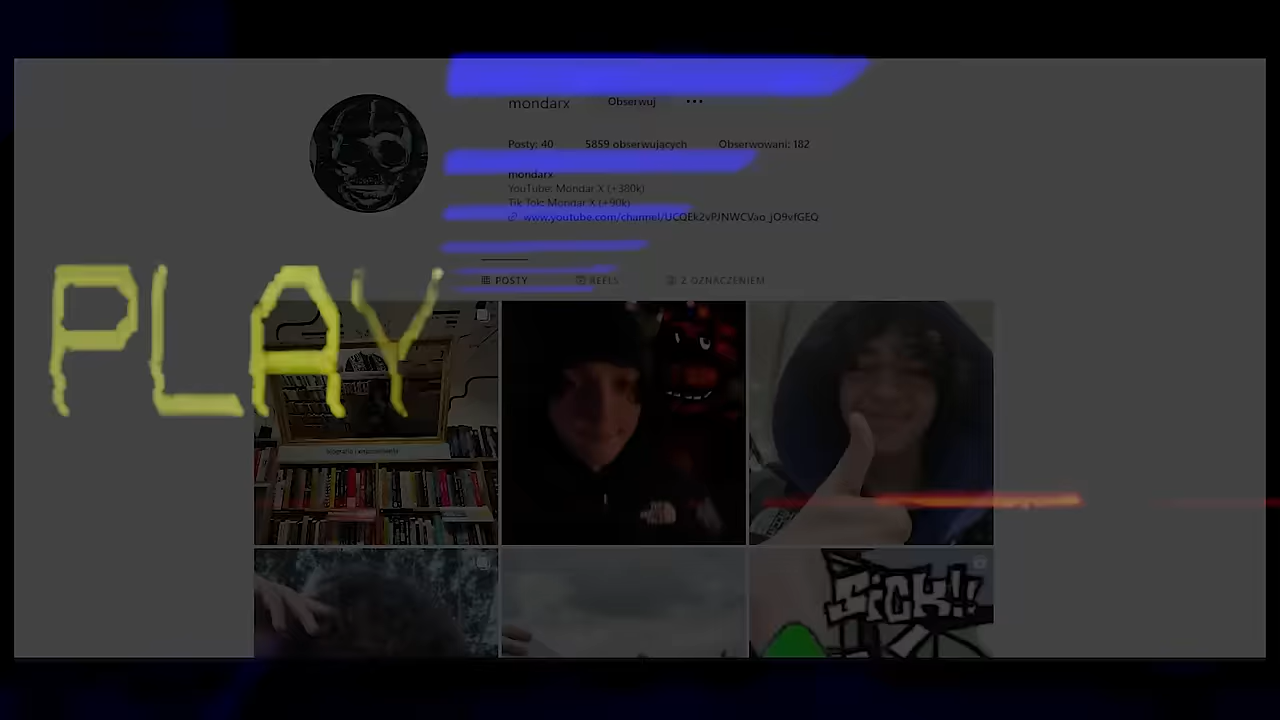 mondarx Obserwuj ...
Posty: 40 5859 obserwujących Obserwowani: 182
mondarx
YouTube: Mondar X (+380k)
Tik Tok: Mondar X (+90k)
www.youtube.com/channel/UCQEk2vPJNWCVao_jO9vfGEQ
PLAY
POSTY REELS Z OZNACZENIEM
SiCK!!